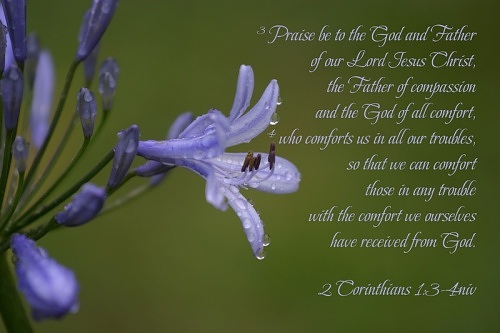 3 Praise be to the God and Father
of our Lord Jesus Christ,
the Father of compassion
and the God of all comfort,
4 who comforts us in all our troubles,
so that we can comfort
those in any trouble
with the comfort we ourselves
have received from God.
2 Corinthians 1:3-4niv